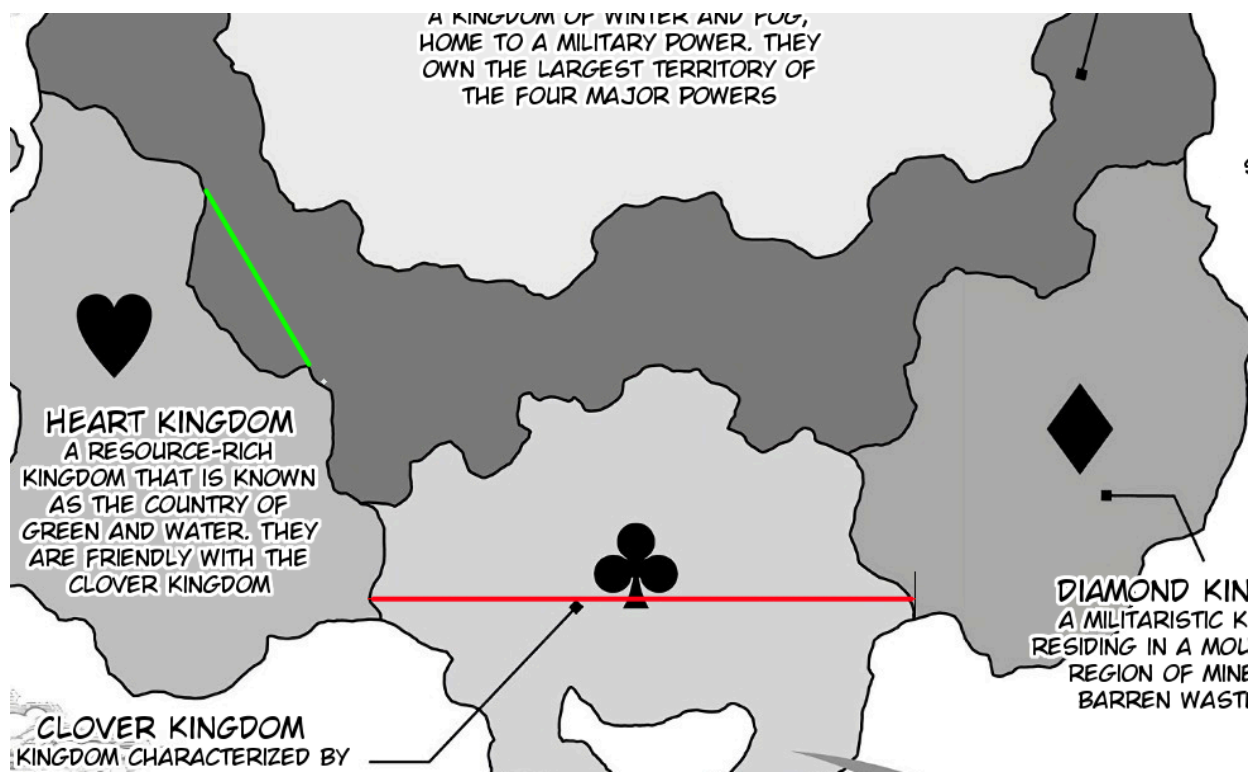 A KINGDOM OF WINTER AND FOG,
HOME TO A MILITARY POWER. THEY
OWN THE LARGEST TERRITORY OF
THE FOUR MAJOR POWERS
HEART KINGDOM
A RESOURCE-RICH
KINGDOM THAT IS KNOWN
AS THE COUNTRY OF
GREEN AND WATER. THEY
ARE FRIENDLY WITH THE
CLOVER KINGDOM
DIAMOND KIN
A MILITARISTIC K
RESIDING IN A MOU
REGION OF MINE
BARREN WAST
CLOVER KINGDOM
KINGDOM CHARACTERIZED BY